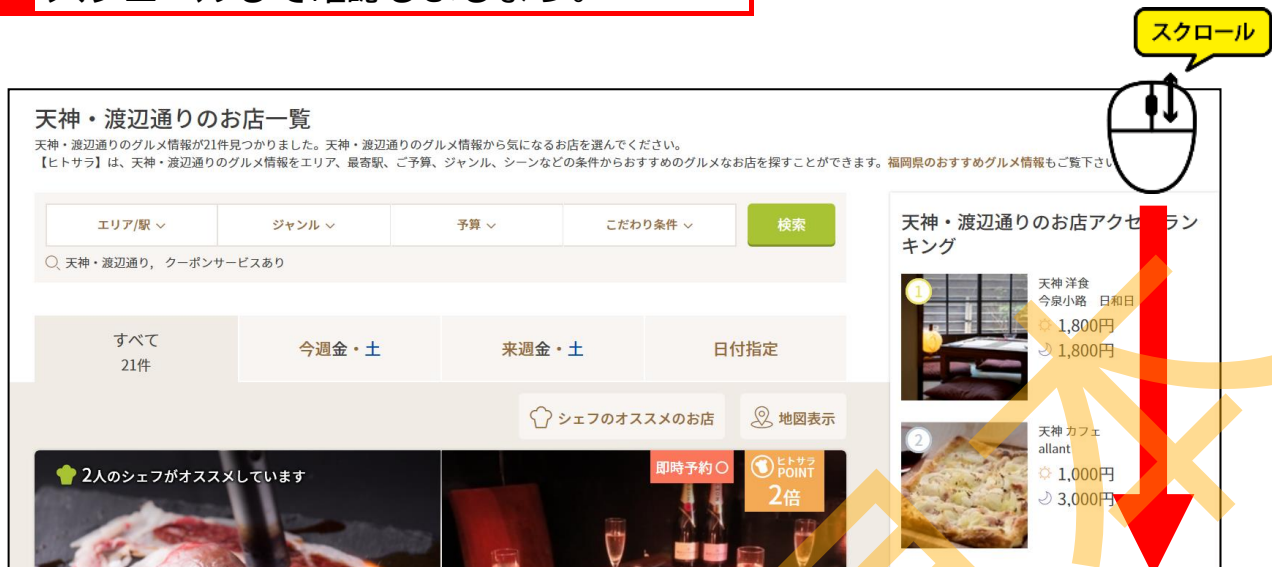 スクロール
天神・渡辺通りのお店一覧
天神・渡辺通りのグルメ情報が21件見つかりました。天神・渡辺通りのグルメ情報から気になるお店を選んでください。
【ヒトサラ】は、天神・渡辺通りのグルメ情報をエリア、最寄駅、ご予算、ジャンル、シーンなどの条件からおすすめのグルメなお店を探すことができます。福岡県のおすすめグルメ情報もご覧下さい
エリア/駅
ジャンル
予算
こだわり条件
検索
天神・渡辺通り, クーポンサービスあり
すべて
21件
今週金・土
来週金・土
日付指定
シェフのオススメのお店
地図表示
2人のシェフがオススメしています
即時予約〇
ヒトサラ
POINT
2倍
天神・渡辺通りのお店アクセ ラン
キング
1
天神 洋食
今泉小路 日和日
1,800円
1,800円
2
天神 カフェ
allant
1,000円
3,000円